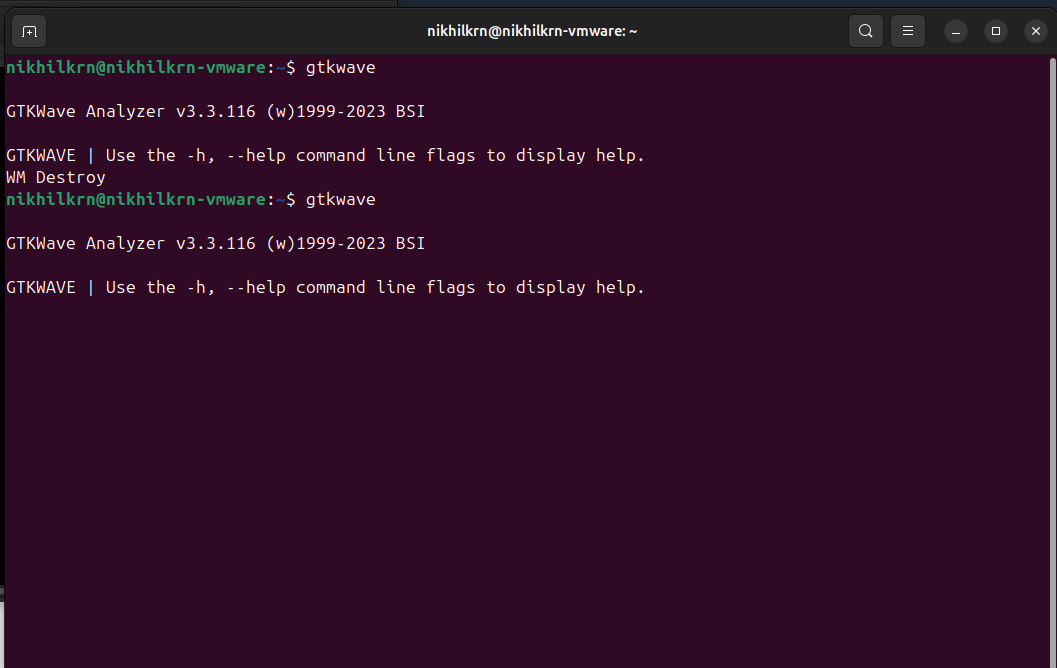 nikhilkrn@nikhilkrn-vmware: ~
nikhilkrn@nikhilkrn-vmware:~$ gtkwave
GTKWave Analyzer v3.3.116 (w)1999-2023 BSI
GTKWAVE | Use the -h, --help command line flags to display help.
WM Destroy
nikhilkrn@nikhilkrn-vmware:~$ gtkwave
GTKWave Analyzer v3.3.116 (w)1999-2023 BSI
GTKWAVE | Use the -h, --help command line flags to display help.